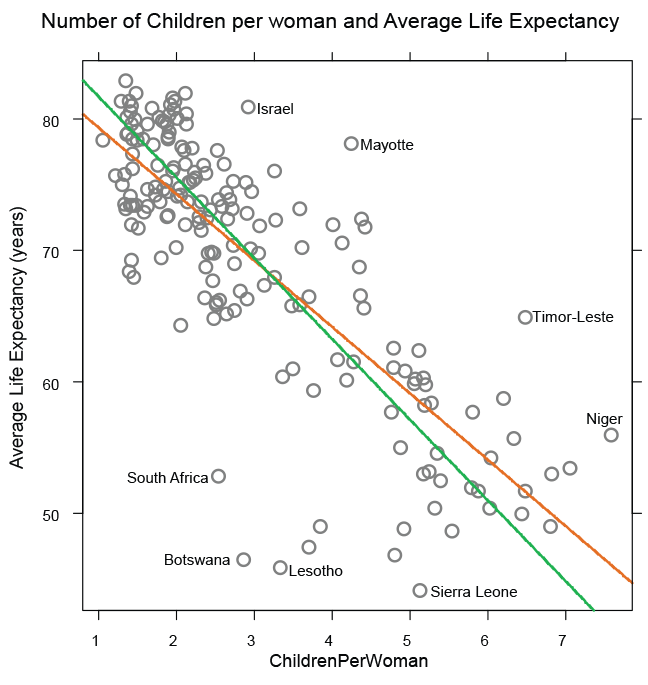 Number of Children per woman and Average Life Expectancy
Israel
Mayotte
Timor-Leste
Niger
South Africa
Botswana
Lesotho
Sierra Leone
80
70
60
50
Average Life Expectancy (years)
1 2 3 4 5 6 7
ChildrenPerWoman